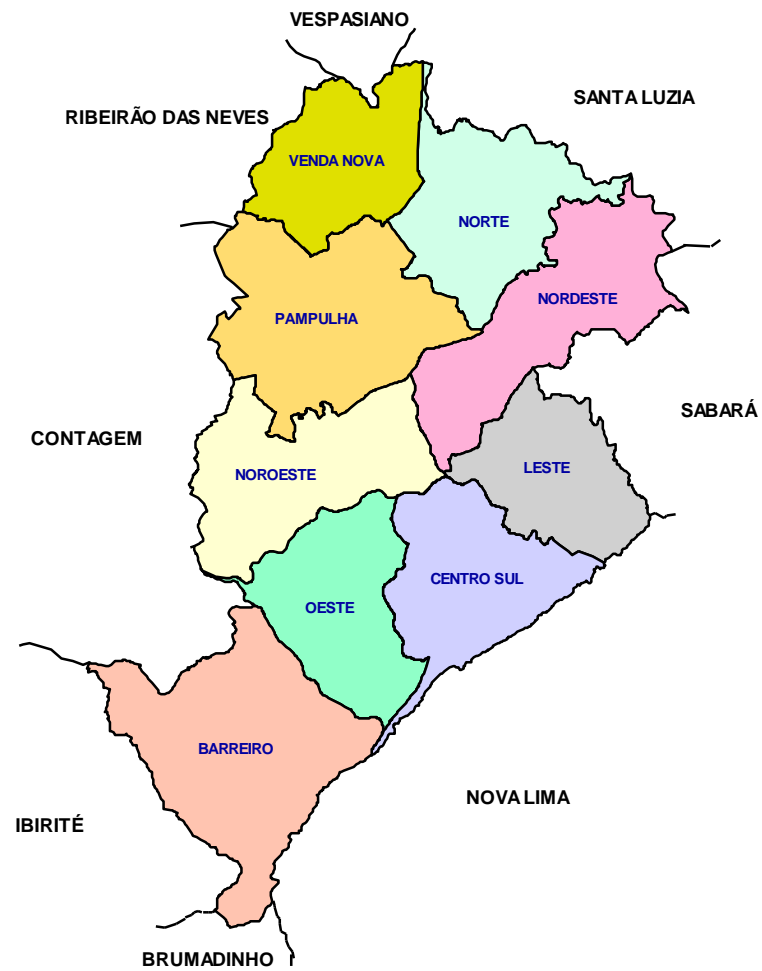 VESPASIANO
SANTA LUZIA
RIBEIRÃO DAS NEVES
VENDA NOVA
NORTE
NORDESTE
PAMPULHA
SABARÁ
CONTAGEM
LESTE
NOROESTE
CENTRO SUL
OESTE
BARREIRO
NOVA LIMA
IBIRITÉ
BRUMADINHO